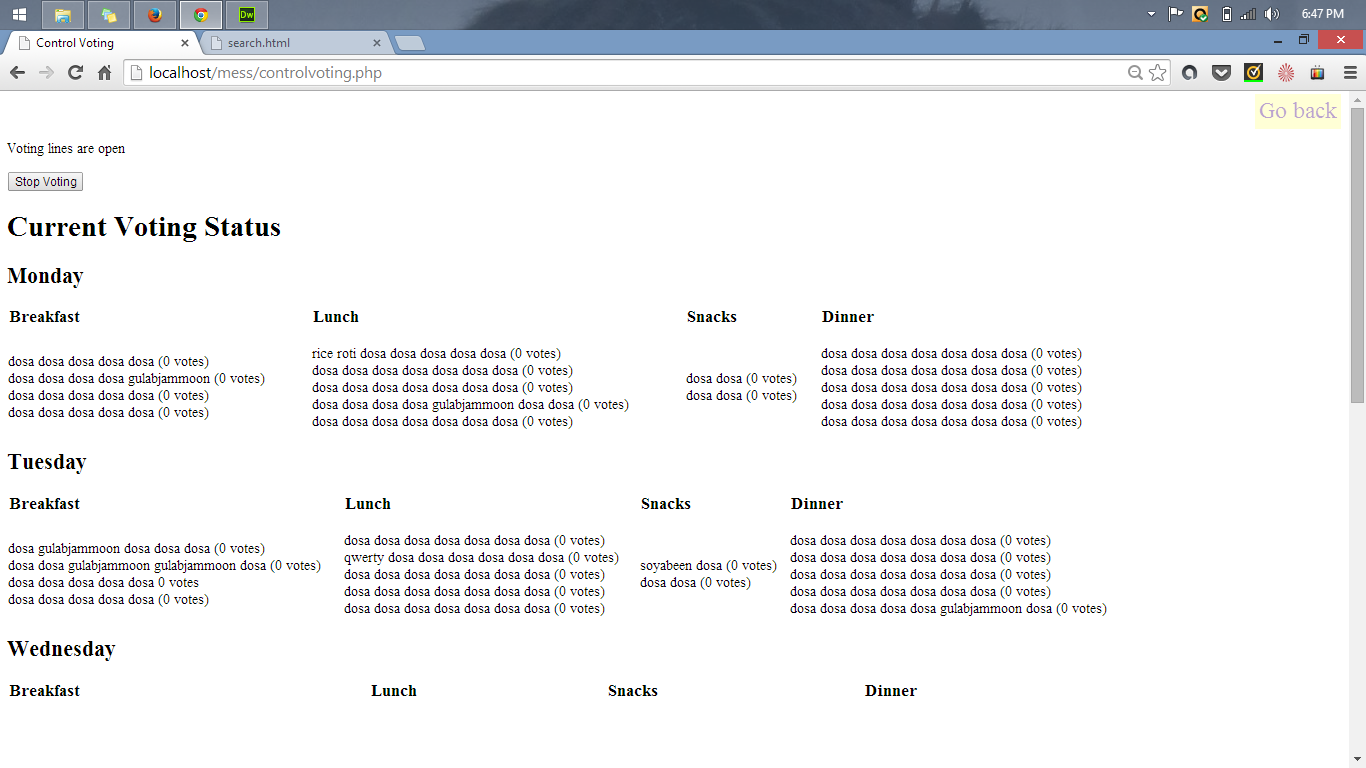 6:47 PM
Control Voting
search.html
localhost/mess/controlvoting.php
Go back
Voting lines are open
Stop Voting
Current Voting Status
Monday
Breakfast Lunch Snacks Dinner
dosa dosa dosa dosa dosa (0 votes)
dosa dosa dosa dosa gulabjammoon (0 votes)
dosa dosa dosa dosa dosa (0 votes)
dosa dosa dosa dosa dosa (0 votes)
rice roti dosa dosa dosa dosa dosa (0 votes)
dosa dosa dosa dosa dosa dosa dosa (0 votes)
dosa dosa dosa dosa dosa dosa dosa (0 votes)
dosa dosa dosa dosa gulabjammoon dosa dosa (0 votes)
dosa dosa dosa dosa dosa dosa dosa (0 votes)
dosa dosa (0 votes)
dosa dosa (0 votes)
dosa dosa dosa dosa dosa dosa dosa (0 votes)
dosa dosa dosa dosa dosa dosa dosa (0 votes)
dosa dosa dosa dosa dosa dosa dosa (0 votes)
dosa dosa dosa dosa dosa dosa dosa (0 votes)
dosa dosa dosa dosa dosa dosa dosa (0 votes)
Tuesday
Breakfast Lunch Snacks Dinner
dosa gulabjammoon dosa dosa dosa (0 votes)
dosa dosa gulabjammoon gulabjammoon dosa (0 votes)
dosa dosa dosa dosa dosa 0 votes
dosa dosa dosa dosa dosa (0 votes)
dosa dosa dosa dosa dosa dosa dosa (0 votes)
qwerty dosa dosa dosa dosa dosa dosa (0 votes)
dosa dosa dosa dosa dosa dosa dosa (0 votes)
dosa dosa dosa dosa dosa dosa dosa (0 votes)
dosa dosa dosa dosa dosa dosa dosa (0 votes)
soyabeen dosa (0 votes)
dosa dosa (0 votes)
dosa dosa dosa dosa dosa dosa dosa (0 votes)
dosa dosa dosa dosa dosa dosa dosa (0 votes)
dosa dosa dosa dosa dosa dosa dosa (0 votes)
dosa dosa dosa dosa dosa dosa dosa (0 votes)
dosa dosa dosa dosa dosa gulabjammoon dosa (0 votes)
Wednesday
Breakfast Lunch Snacks Dinner